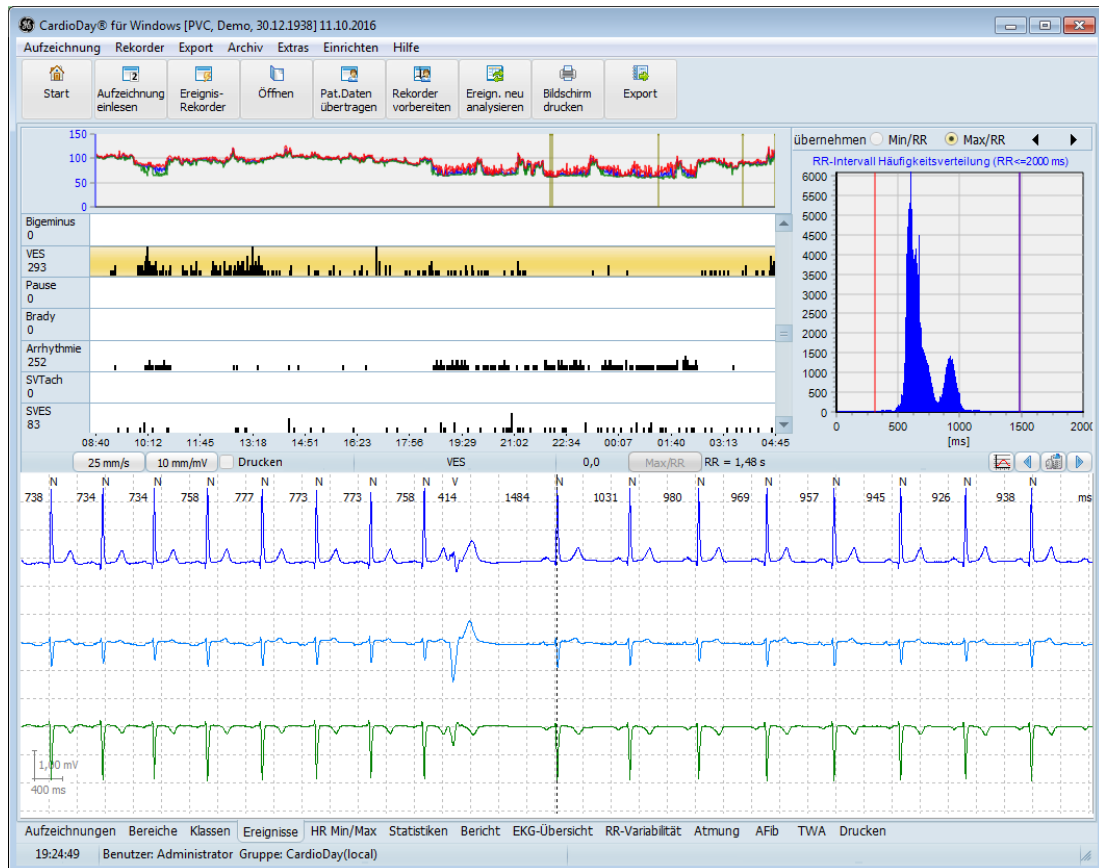 CardioDay® für Windows [PVC, Demo, 30.12.1938] 11.10.2016
Aufzeichnung Rekorder Export Archiv Extras Einrichten Hilfe
Start
Aufzeichnung einlesen
Ereignis-Rekorder
Öffnen
Pat.Daten übertragen
Rekorder vorbereiten
Ereign. neu analysieren
Bildschirm drucken
Export
150
100
50
0
übernehmen Min/RR Max/RR
RR-Intervall Häufigkeitsverteilung (RR<=2000 ms)
6000
5500
5000
4500
4000
3500
3000
2500
2000
1500
1000
500
0
0 500 1000 1500 200
[ms]
Bigeminus
0
VES
293
Pause
0
Brady
0
Arrhythmie
252
SVTach
0
SVES
83
08:40 10:12 11:45 13:18 14:51 16:23 17:56 19:29 21:02 22:34 00:07 01:40 03:13 04:45
25 mm/s 10 mm/mV Drucken VES 0,0 Max/RR RR = 1,48 s
N N N N N N N N V N N N N N N N N
738 734 734 758 777 773 773 758 414 1484 1031 980 969 957 945 926 938 ms
1,00 mV
400 ms
Aufzeichnungen Bereiche Klassen Ereignisse HR Min/Max Statistiken Bericht EKG-Übersicht RR-Variabilität Atmung AFib TWA Drucken
19:24:49 Benutzer: Administrator Gruppe: CardioDay(local)